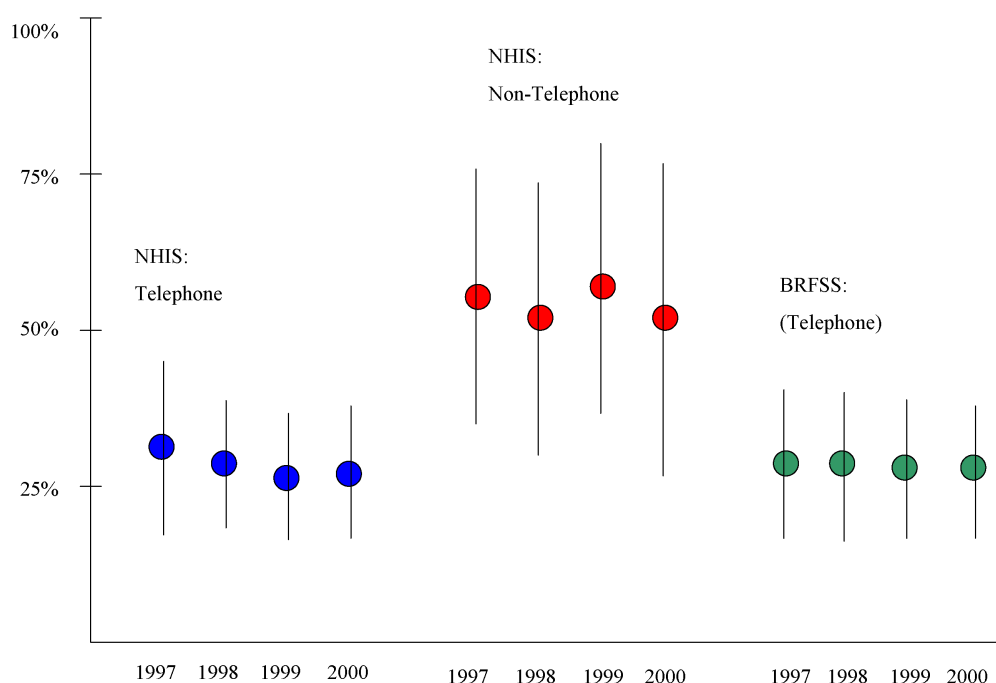 100%
75%
50%
25%
NHIS:
Telephone
NHIS:
Non-Telephone
BRFSS:
(Telephone)
1997 1998 1999 2000
1997 1998 1999 2000
1997 1998 1999 2000